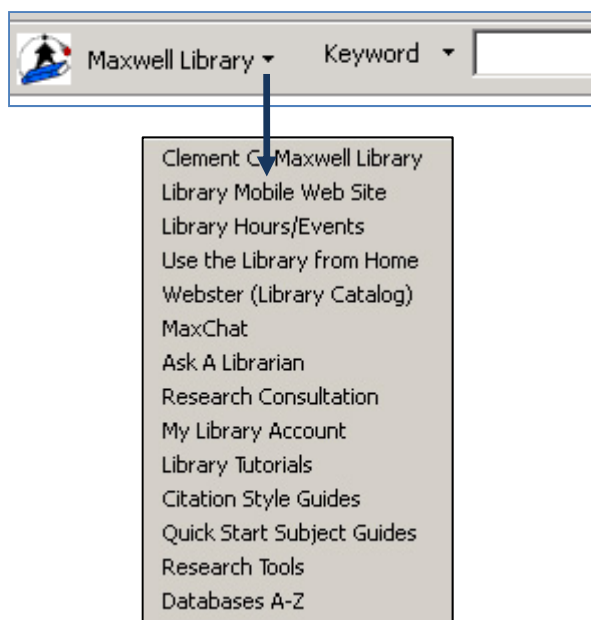 Maxwell Library Keyword
Clement C. Maxwell Library
Library Mobile Web Site
Library Hours/Events
Use the Library from Home
Webster (Library Catalog)
MaxChat
Ask A Librarian
Research Consultation
My Library Account
Library Tutorials
Citation Style Guides
Quick Start Subject Guides
Research Tools
Databases A-Z